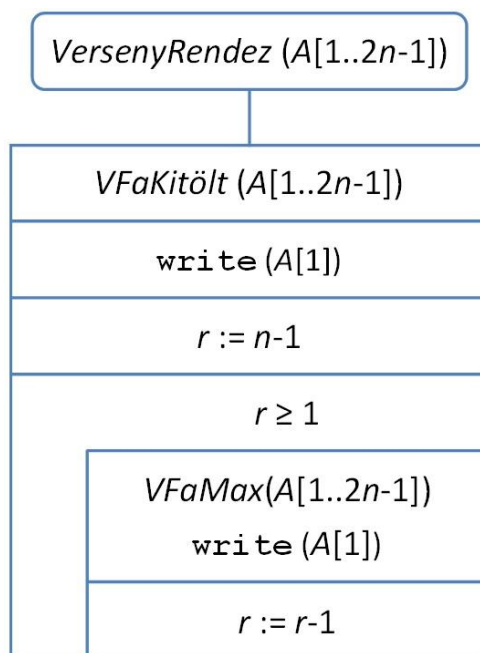 VersenyRendez (A[1..2n-1])
VFaKitölt (A[1..2n-1])
write (A[1])
r := n-1
r ≥ 1
VFaMax(A[1..2n-1])
write (A[1])
r := r-1